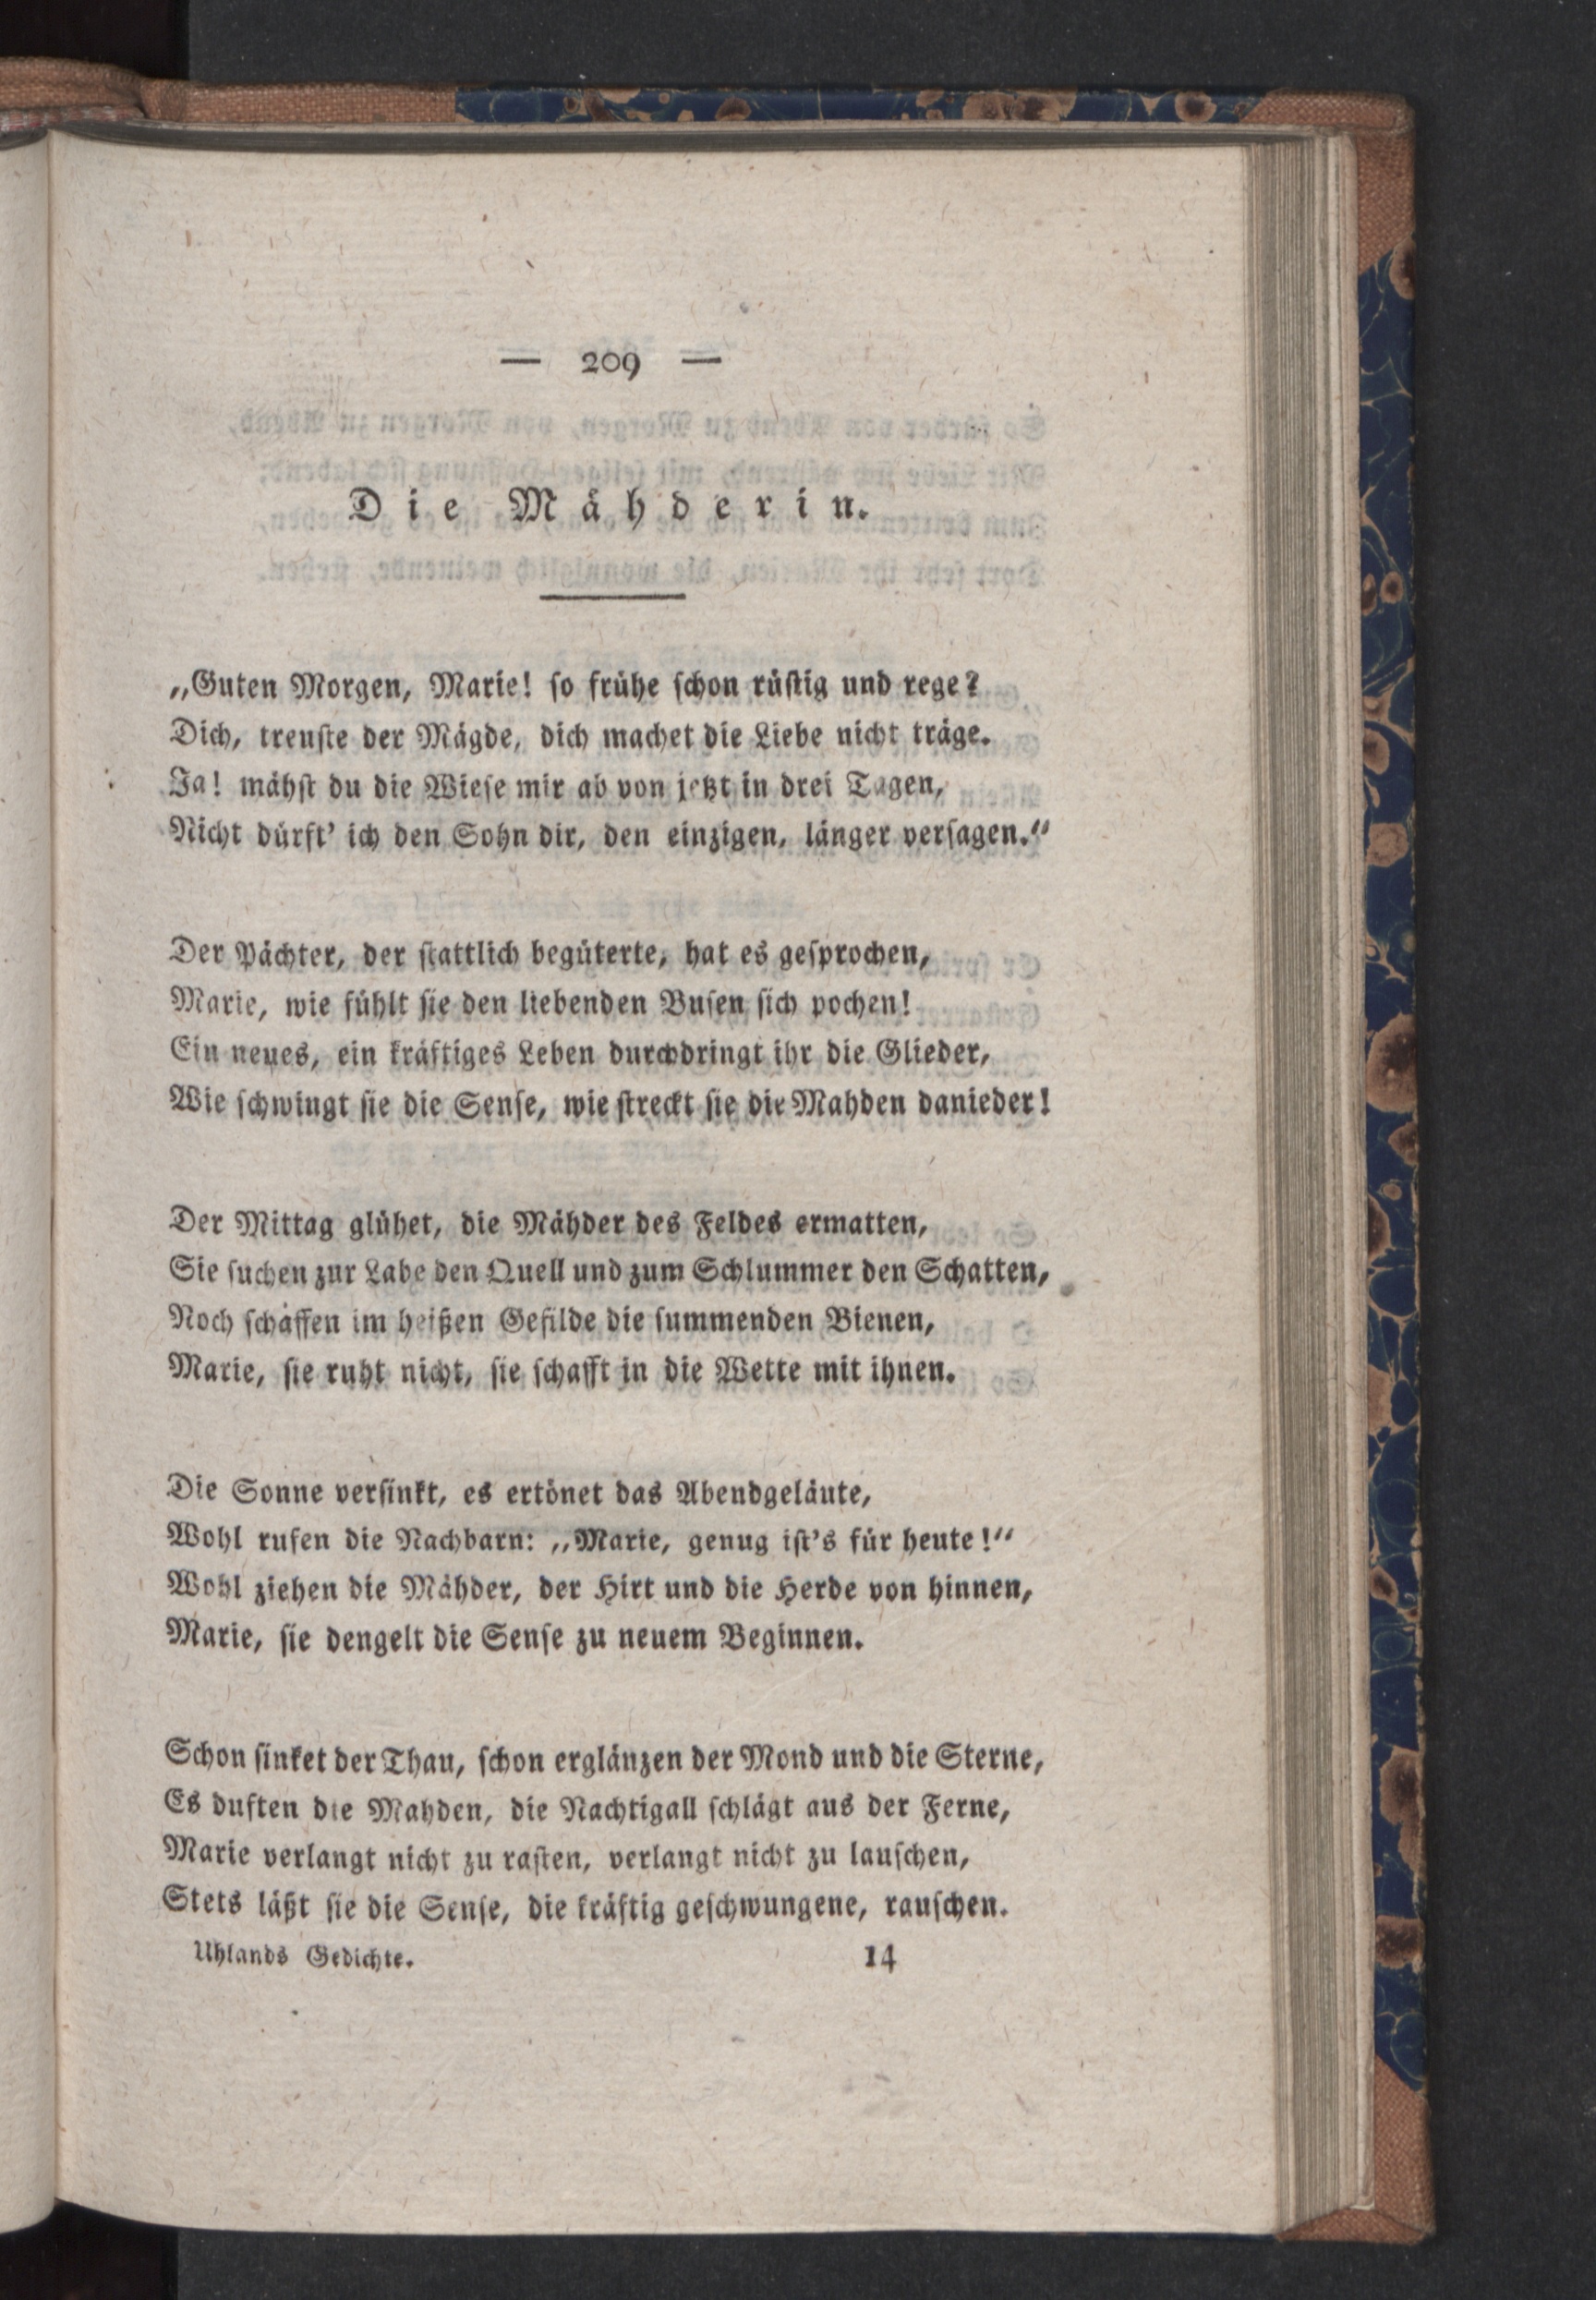 — 209 —
Die Mähderin.
„Guten Morgen, Marie! ſo frühe ſchon rüſtig und rege?
Dich, treuſte der Mägde, dich machet die Liebe nicht träge.
Ja! mähſt du die Wieſe mir ab von jetzt in drei Tagen,
Nicht dürft’ ich den Sohn dir, den einzigen, länger verſagen.“
Der Pächter, der ſtattlich begüterte, hat es geſprochen,
Marie, wie fühlt ſie den liebenden Buſen ſich pochen!
Ein neues, ein kräftiges Leben durchdringt ihr die Glieder,
Wie ſchwingt ſie die Senſe, wie ſtreckt ſie die Mahden danieder!
Der Mittag glühet, die Mähder des Feldes ermatten,
Sie ſuchen zur Labe den Quell und zum Schlummer den Schatten,
Noch ſchaffen im heißen Gefilde die ſummenden Bienen,
Marie, ſie ruht nicht, ſie ſchafft in die Wette mit ihnen.
Die Sonne verſinkt, es ertönet das Abendgeläute,
Wohl rufen die Nachbarn: „Marie, genug iſt’s für heute!“
Wohl ziehen die Mähder, der Hirt und die Herde von hinnen,
Marie, ſie dengelt die Senſe zu neuem Beginnen.
Schon ſinket der Thau, ſchon erglänzen der Mond und die Sterne,
Es duften die Mahden, die Nachtigall ſchlägt aus der Ferne,
Marie verlangt nicht zu raſten, verlangt nicht zu lauſchen,
Stets läßt ſie die Senſe, die kräftig geſchwungene, rauſchen.
Uhlands Gedichte. 14